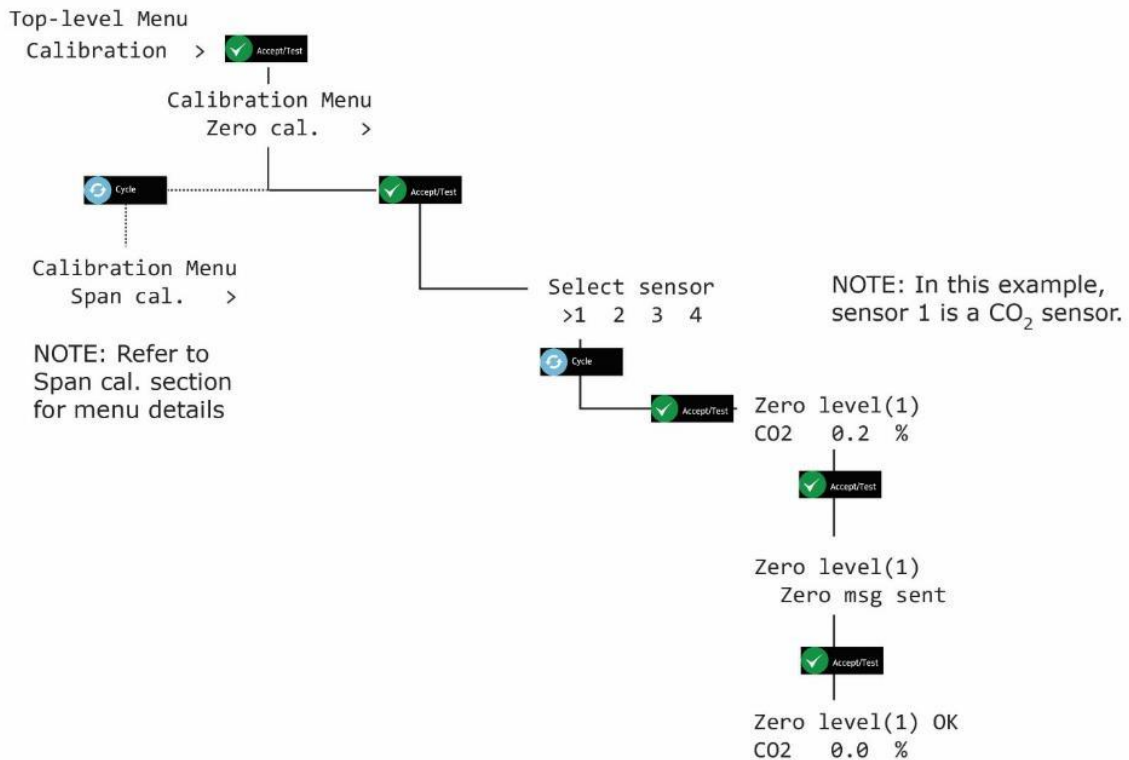 Top-level Menu
Calibration >
Accept/Test
Calibration Menu
Zero cal. >
Cycle
Accept/Test
Calibration Menu
Span cal. >
NOTE: Refer to
Span cal. section
for menu details
Select sensor
>1 2 3 4
NOTE: In this example,
sensor 1 is a CO₂ sensor.
Cycle
Accept/Test
Zero level(1)
CO2 0.2 %
Accept/Test
Zero level(1)
Zero msg sent
Accept/Test
Zero level(1) OK
CO2 0.0 %